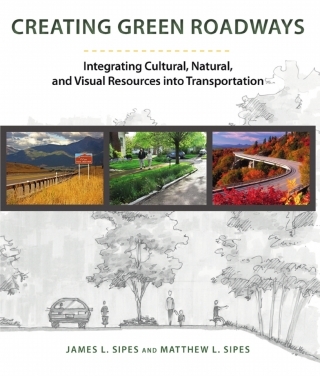 CREATING GREEN ROADWAYS
Integrating Cultural, Natural,
and Visual Resources into Transportation
JAMES L. SIPES AND MATTHEW L. SIPES